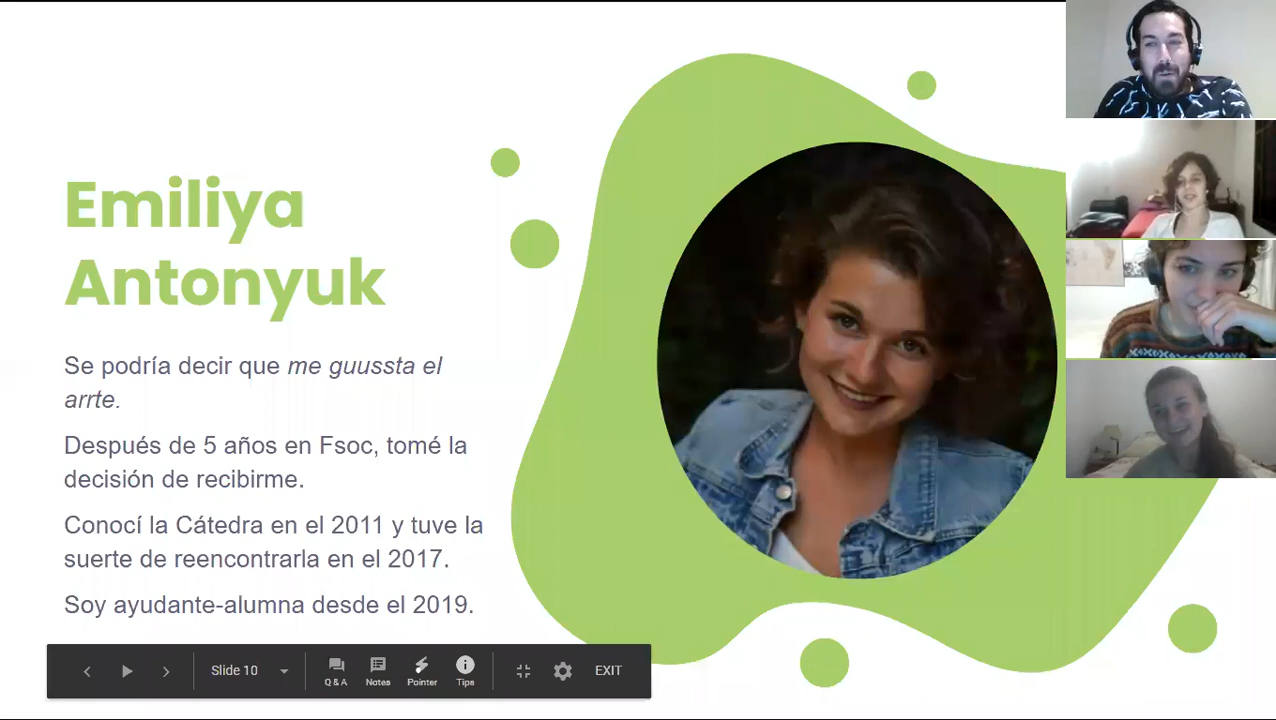 Emiliya
Antonyuk
Se podría decir que me guussta el
arrte.
Después de 5 años en Fsoc, tomé la
decisión de recibirme.
Conocí la Cátedra en el 2011 y tuve la
suerte de reencontrarla en el 2017.
Soy ayudante-alumna desde el 2019.
Slide 10
Q & A
Notes
Pointer
Tips
EXIT